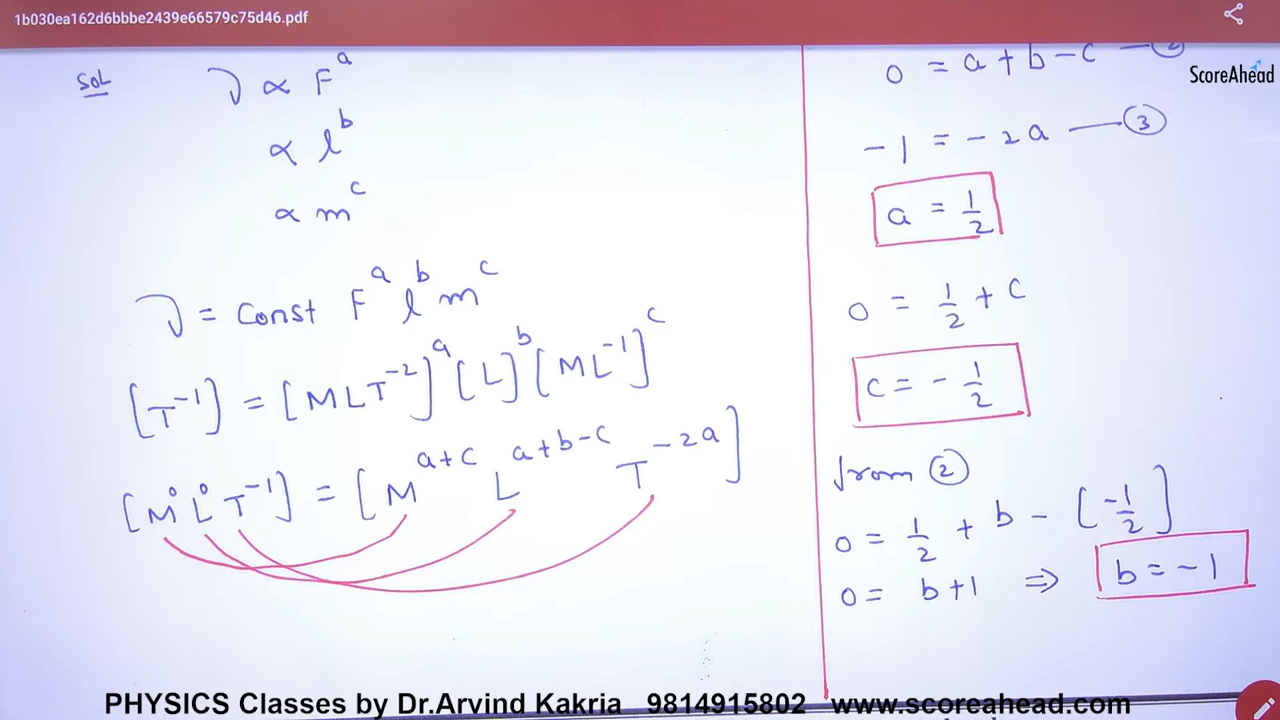 1b030ea162d6bbbe2439e66579c75d46.pdf
Sol
ν ∝ F^a
∝ l^b
∝ m^c
ν = Const F^a l^b m^c
[T^-1] = [MLT^-2]^a [L]^b [ML^-1]^c
[M^0 L^0 T^-1] = [M^a+c L^a+b-c T^-2a]
0 = a + b - c — ②
ScoreAhead
-1 = -2a — ③
a = 1/2
0 = 1/2 + c
c = - 1/2
from ②
0 = 1/2 + b - [-1/2]
0 = b+1 ⇒ b = -1
PHYSICS Classes by Dr.Arvind Kakria 9814915802 www.scoreahead.com